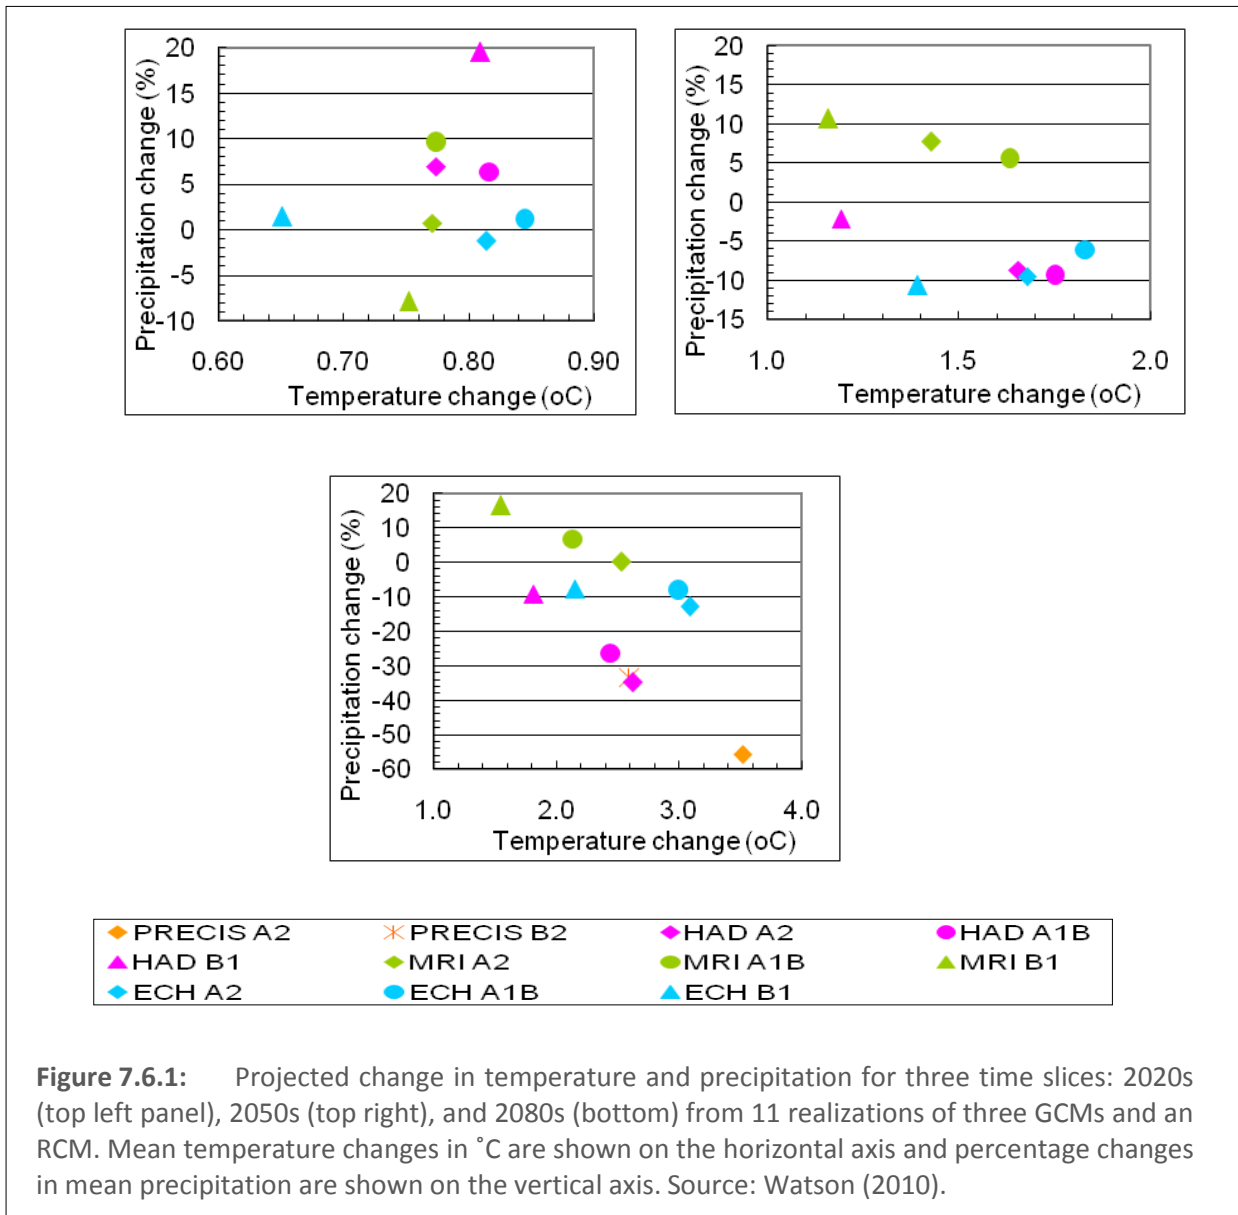 Precipitation change (%)
20
15
10
5
0
-5
-10
0.60 0.70 0.80 0.90
Temperature change (oC)
Precipitation change (%)
20
15
10
5
0
-5
-10
-15
1.0 1.5 2.0
Temperature change (oC)
Precipitation change (%)
20
10
0
-10
-20
-30
-40
-50
-60
1.0 2.0 3.0 4.0
Temperature change (oC)
PRECIS A2 PRECIS B2 HAD A2 HAD A1B
HAD B1 MRI A2 MRI A1B MRI B1
ECH A2 ECH A1B ECH B1
Figure 7.6.1: Projected change in temperature and precipitation for three time slices: 2020s
(top left panel), 2050s (top right), and 2080s (bottom) from 11 realizations of three GCMs and an
RCM. Mean temperature changes in ˚C are shown on the horizontal axis and percentage changes
in mean precipitation are shown on the vertical axis. Source: Watson (2010).